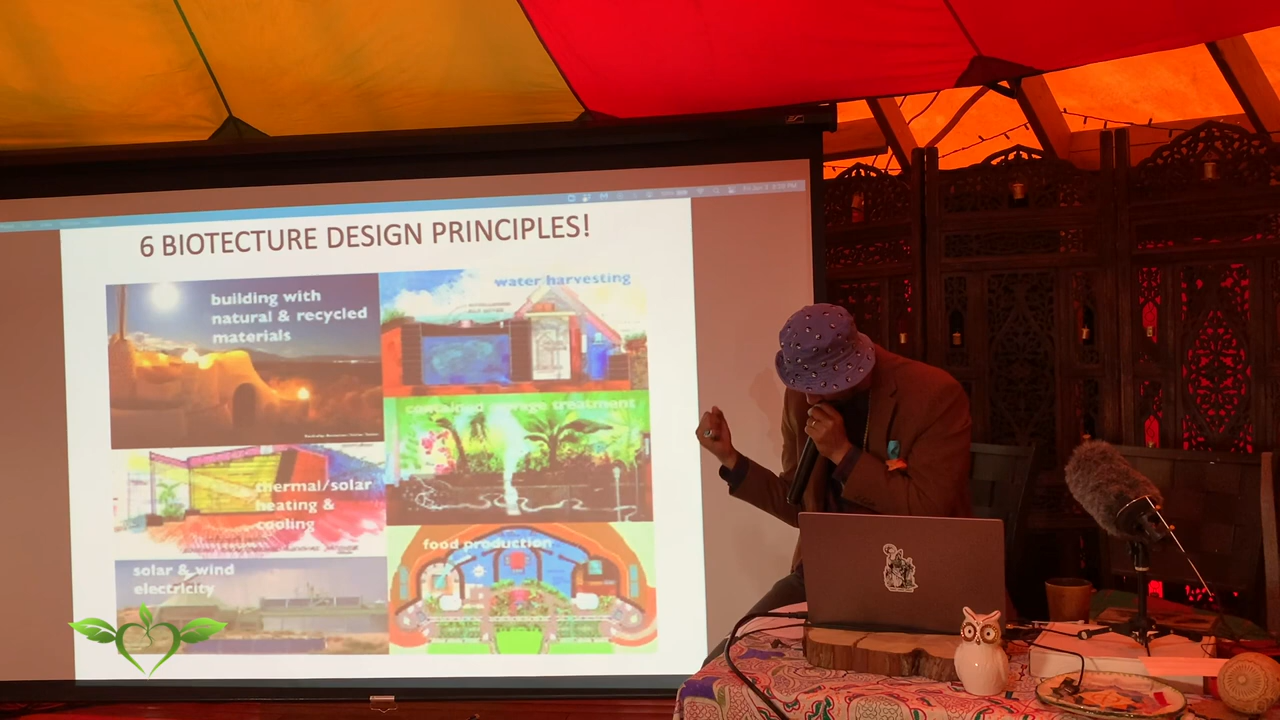 6 BIOTECTURE DESIGN PRINCIPLES!
building with
natural & recycled
materials
water harvesting
contained sewage treatment
thermal/solar
heating &
cooling
food production
solar & wind
electricity